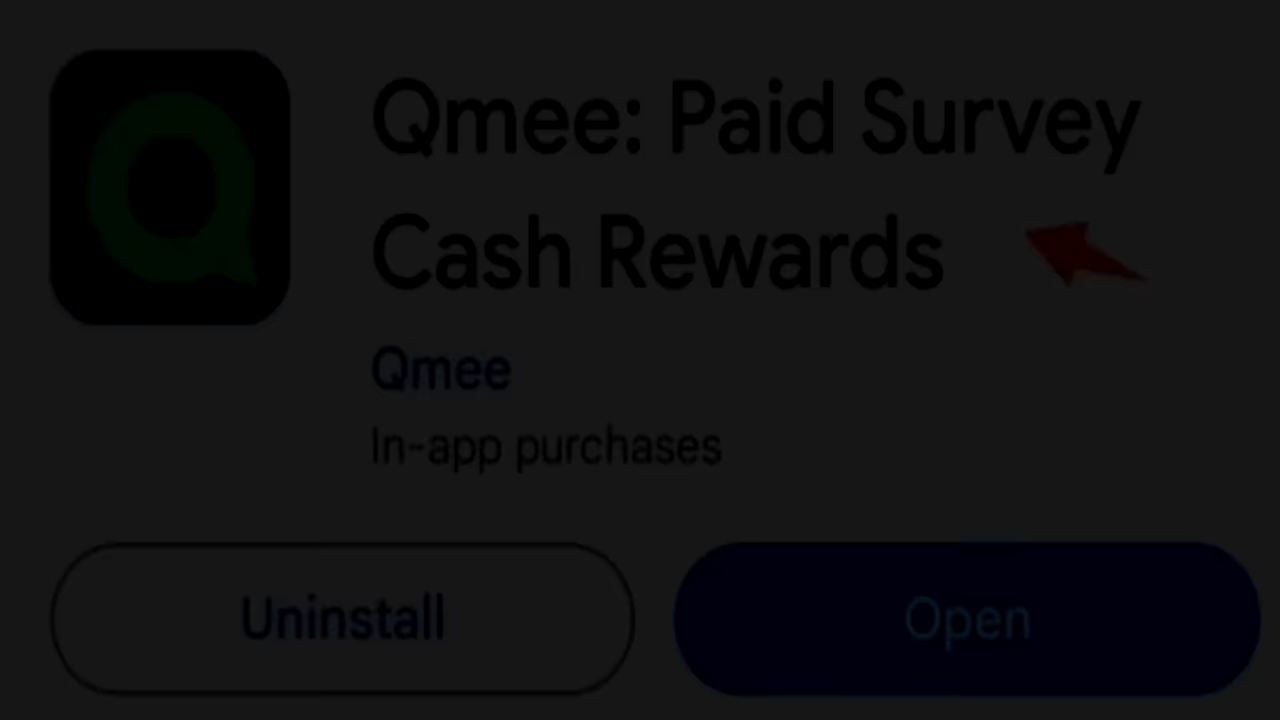 Qmee: Paid Survey
Cash Rewards
Qmee
In-app purchases
Uninstall
Open